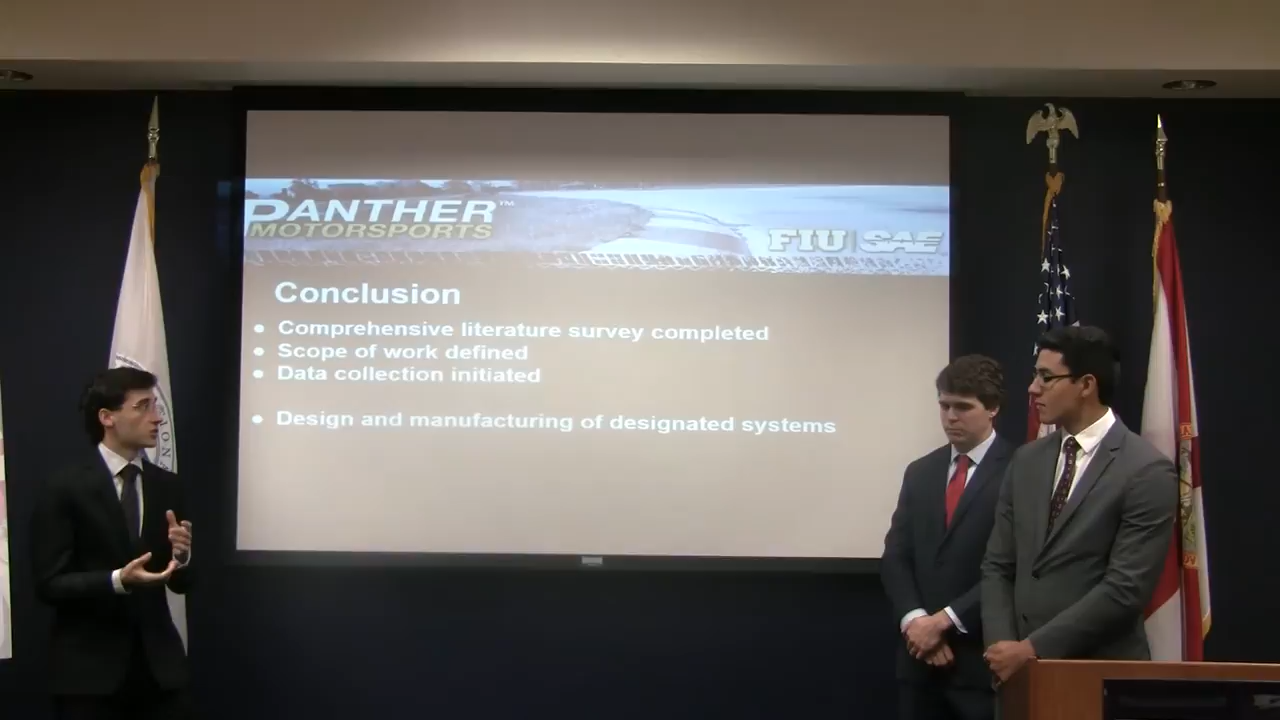 PANTHER™
MOTORSPORTS
FIU | SAE
Conclusion
● Comprehensive literature survey completed
● Scope of work defined
● Data collection initiated
● Design and manufacturing of designated systems